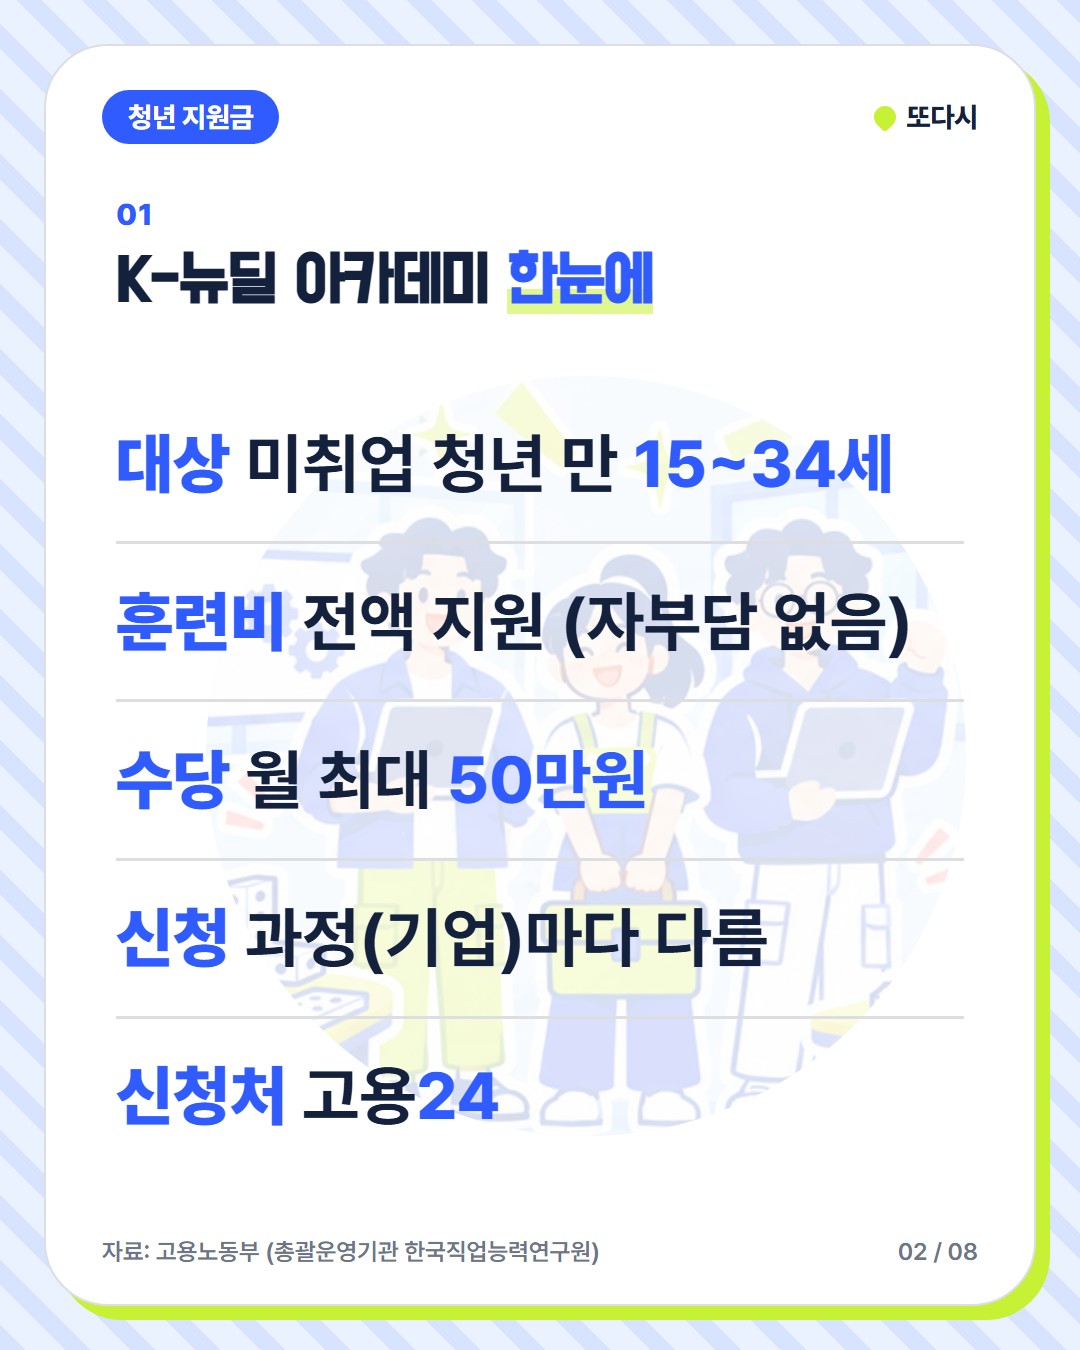 청년 지원금
또다시
01
K-뉴딜 아카데미 한눈에
대상 미취업 청년 만 15~34세
훈련비 전액 지원 (자부담 없음)
수당 월 최대 50만원
신청 과정(기업)마다 다름
신청처 고용24
자료: 고용노동부 (총괄운영기관 한국직업능력연구원)
02 / 08